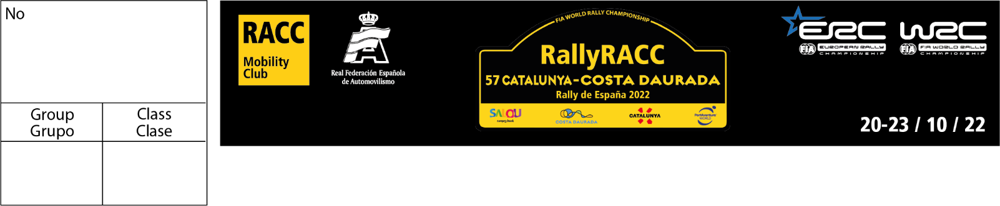 No
Group
Grupo
Class
Clase
RACC
Mobility
Club
Real Federación Española
de Automovilismo
FIA WORLD RALLY CHAMPIONSHIP
RallyRACC
57 CATALUNYA-COSTA DAURADA
Rally de España 2022
SALOU
COSTA DAURADA
CATALUNYA
PortAventura
WORLD
ERC
FIA EUROPEAN RALLY
CHAMPIONSHIP
WRC
FIA WORLD RALLY
CHAMPIONSHIP
20-23 / 10 / 22